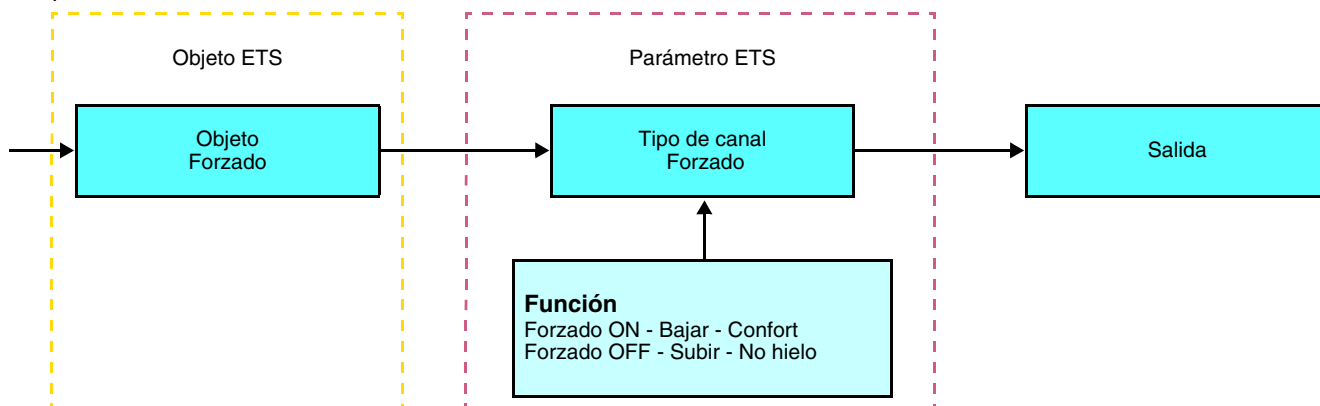 Objeto ETS
Parámetro ETS
Objeto
Forzado
Tipo de canal
Forzado
Salida
Función
Forzado ON - Bajar - Confort
Forzado OFF - Subir - No hielo